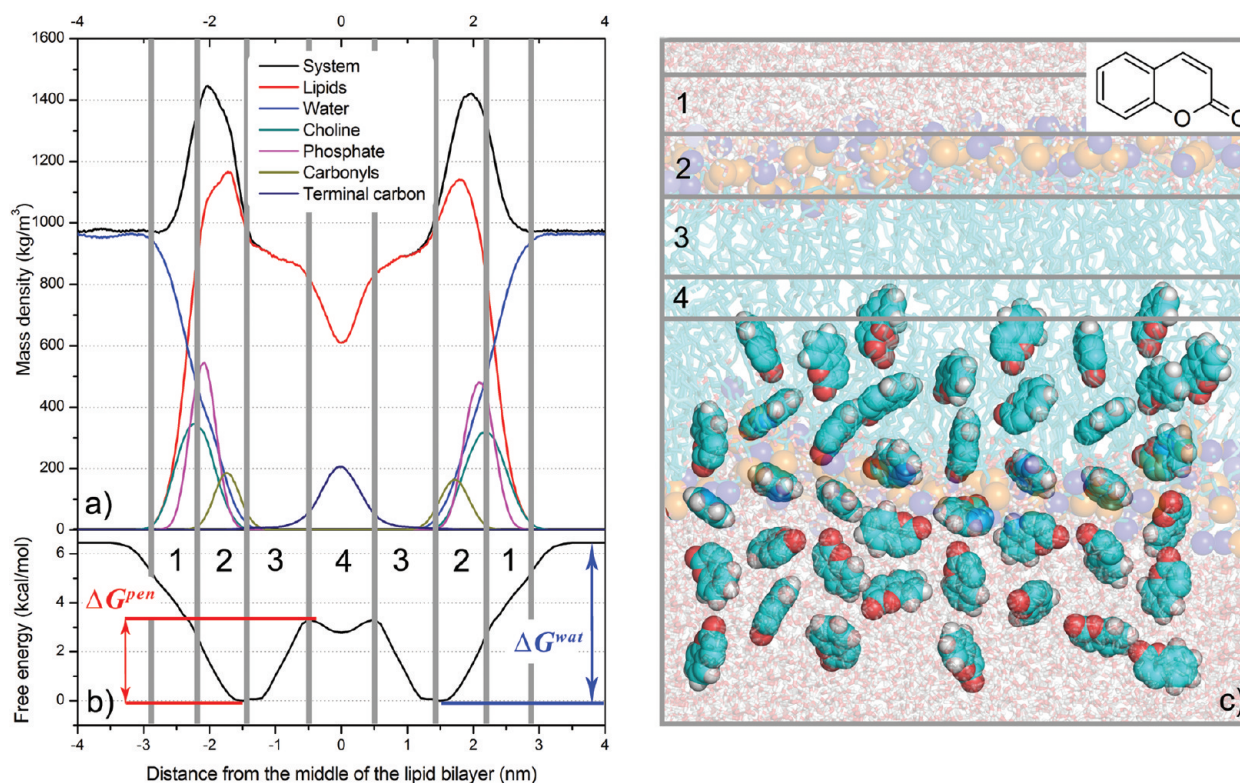 -4 -2 0 2 4
1600
1400
1200
1000
800
600
400
200
0
Mass density (kg/m³)
System
Lipids
Water
Choline
Phosphate
Carbonyls
Terminal carbon
a)
1 2 3 4 3 2 1
6
4
2
0
Free energy (kcal/mol)
ΔG^pen
ΔG^wat
b)
-4 -3 -2 -1 0 1 2 3 4
Distance from the middle of the lipid bilayer (nm)
1
2
3
4
O O
c)